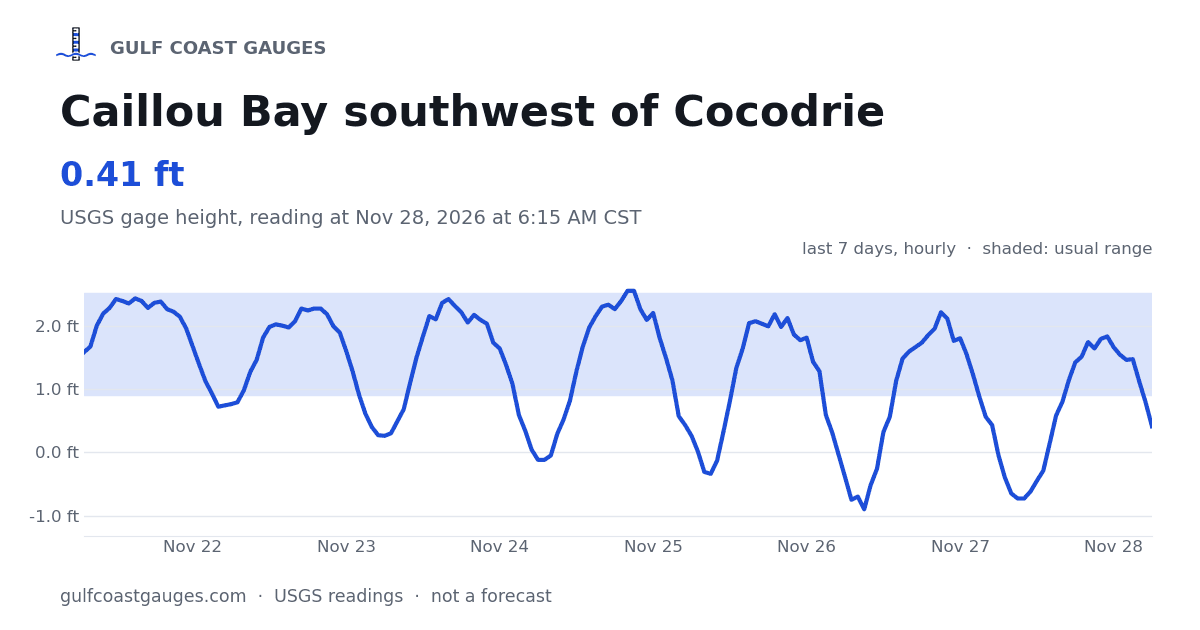 GULF COAST GAUGES
Caillou Bay southwest of Cocodrie
0.41 ft
USGS gage height, reading at Nov 28, 2026 at 6:15 AM CST
last 7 days, hourly · shaded: usual range
2.0 ft
1.0 ft
0.0 ft
-1.0 ft
Nov 22 Nov 23 Nov 24 Nov 25 Nov 26 Nov 27 Nov 28
gulfcoastgauges.com · USGS readings · not a forecast